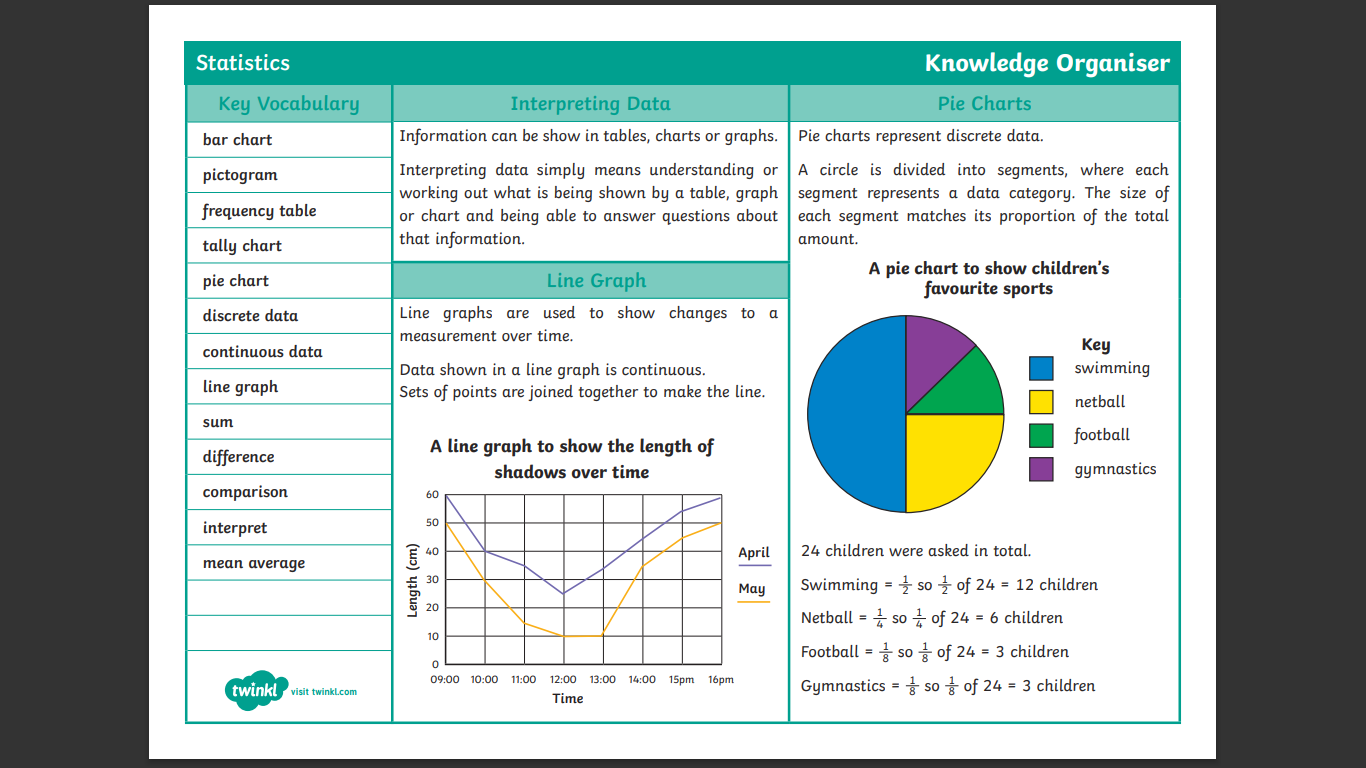 Statistics
Knowledge Organiser
Key Vocabulary
bar chart
pictogram
frequency table
tally chart
pie chart
discrete data
continuous data
line graph
sum
difference
comparison
interpret
mean average
twinkl
visit twinkl.com
Interpreting Data
Information can be show in tables, charts or graphs.
Interpreting data simply means understanding or
working out what is being shown by a table, graph
or chart and being able to answer questions about
that information.
Line Graph
Line graphs are used to show changes to a
measurement over time.
Data shown in a line graph is continuous.
Sets of points are joined together to make the line.
A line graph to show the length of
shadows over time
Length (cm)
60
50
40
30
20
10
0
09:00 10:00 11:00 12:00 13:00 14:00 15pm 16pm
Time
April
May
Pie Charts
Pie charts represent discrete data.
A circle is divided into segments, where each
segment represents a data category. The size of
each segment matches its proportion of the total
amount.
A pie chart to show children's
favourite sports
Key
swimming
netball
football
gymnastics
24 children were asked in total.
Swimming = 1/2 so 1/2 of 24 = 12 children
Netball = 1/4 so 1/4 of 24 = 6 children
Football = 1/8 so 1/8 of 24 = 3 children
Gymnastics = 1/8 so 1/8 of 24 = 3 children